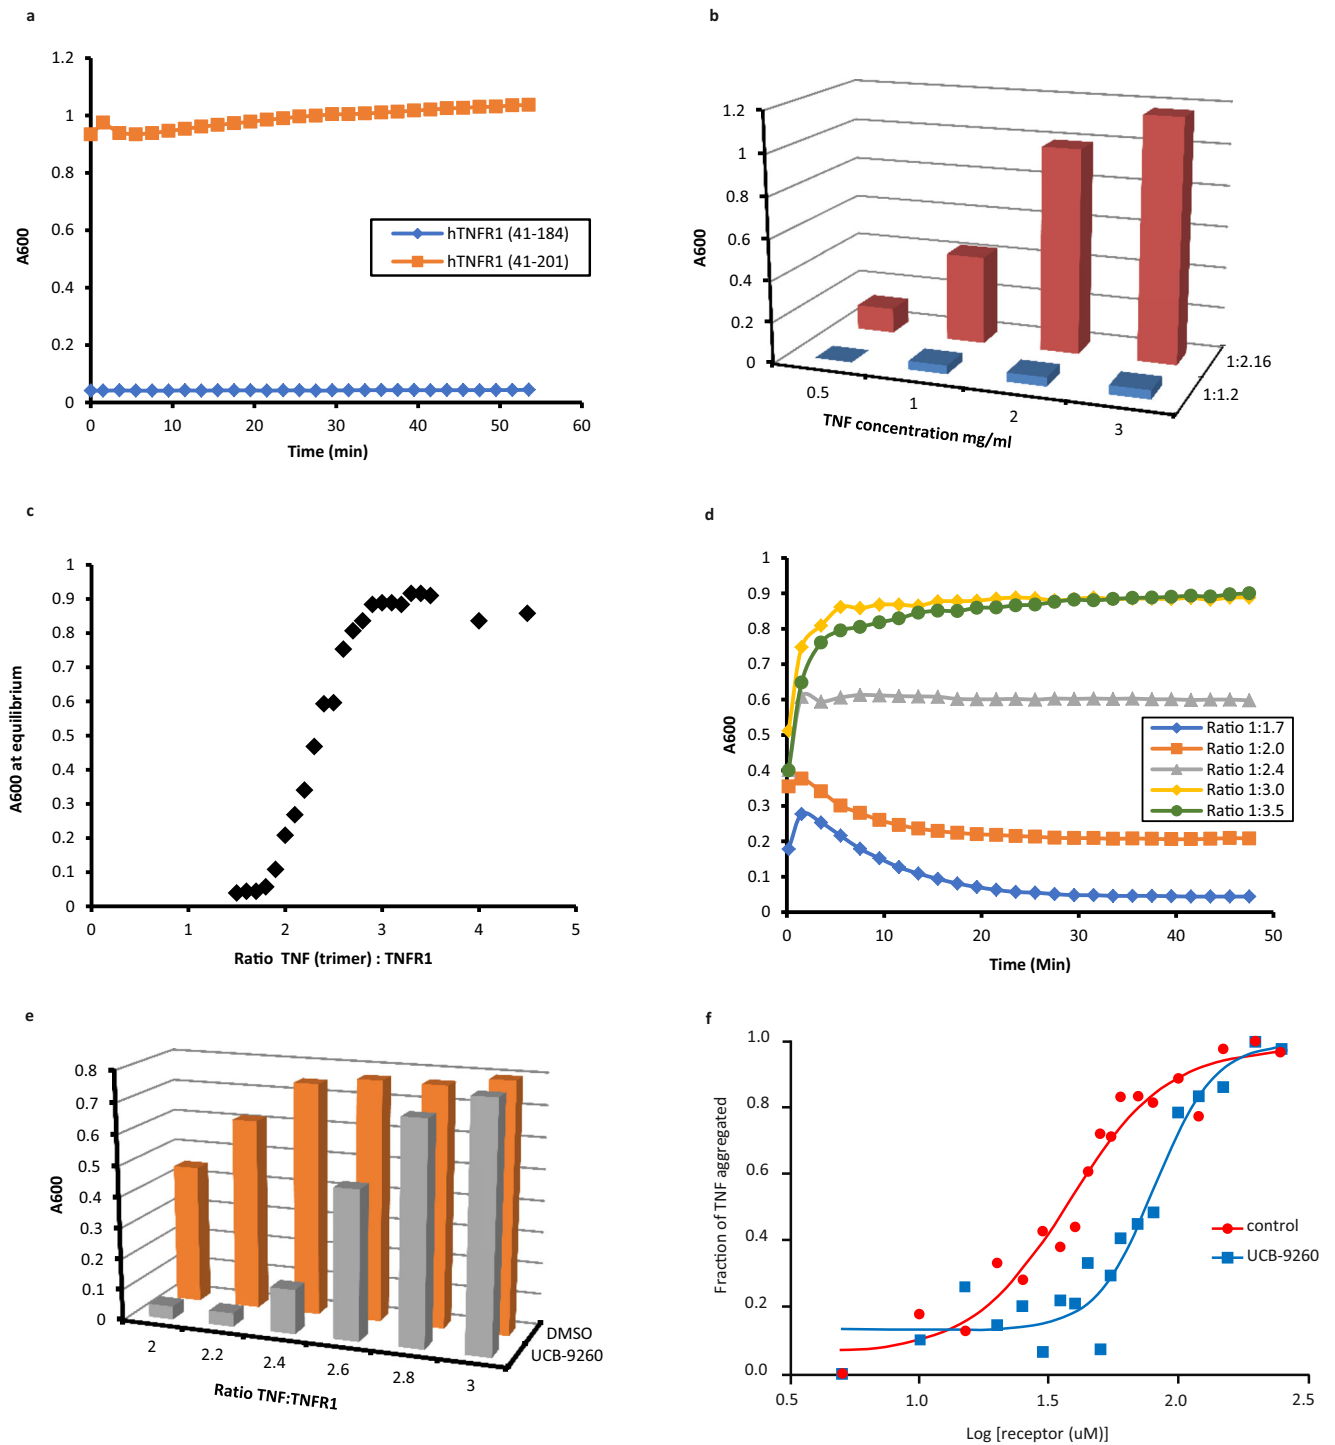 a
1.2
1
0.8
0.6
0.4
0.2
0
A600
0 10 20 30 40 50 60
Time (min)
hTNFR1 (41-184)
hTNFR1 (41-201)
b
1.2
1
0.8
0.6
0.4
0.2
0
A600
0.5 1 2 3
TNF concentration mg/ml
1:2.16
1:1.2
c
1
0.9
0.8
0.7
0.6
0.5
0.4
0.3
0.2
0.1
0
A600 at equilibrium
0 1 2 3 4 5
Ratio TNF (trimer) : TNFR1
d
1
0.9
0.8
0.7
0.6
0.5
0.4
0.3
0.2
0.1
0
A600
0 10 20 30 40 50
Time (Min)
Ratio 1:1.7
Ratio 1:2.0
Ratio 1:2.4
Ratio 1:3.0
Ratio 1:3.5
e
0.8
0.7
0.6
0.5
0.4
0.3
0.2
0.1
0
A600
2 2.2 2.4 2.6 2.8 3
Ratio TNF:TNFR1
DMSO
UCB-9260
f
1.0
0.8
0.6
0.4
0.2
0.0
Fraction of TNF aggregated
0.5 1.0 1.5 2.0 2.5
Log [receptor (uM)]
control
UCB-9260